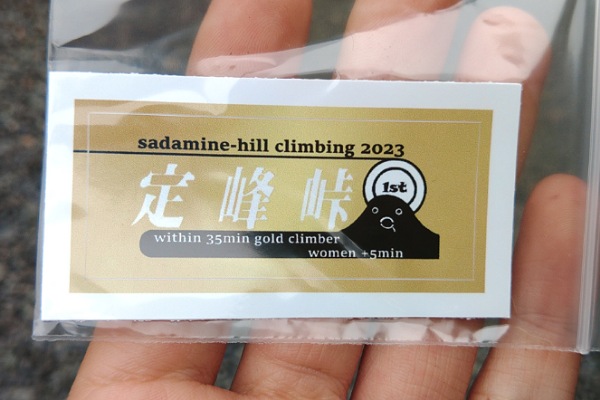 sadamine-hill climbing 2023
定峰峠
1st
within 35min gold climber
women +5min